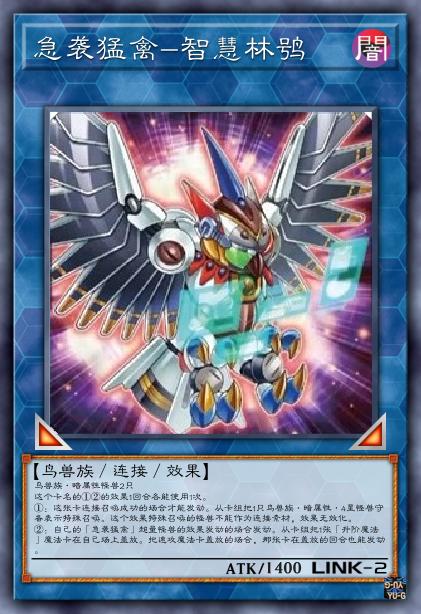 急袭猛禽-智慧林鸮
闇
【鸟兽族/连接/效果】
鸟兽族·暗属性怪兽2只
这个卡名的①②的效果1回合各能使用1次。
①：这张卡连接召唤成功的场合才能发动。从卡组把1只鸟兽族·暗属性·4星怪兽守
备表示特殊召唤。这个效果特殊召唤的怪兽不能作为连接素材，效果无效化。
②：自己的「急袭猛禽」超量怪兽的效果发动的场合发动。从卡组把1张「升阶魔法」
魔法卡在自己场上盖放。把速攻魔法卡盖放的场合，那张卡在盖放的回合也能发动
。
ATK/1400 LINK-2